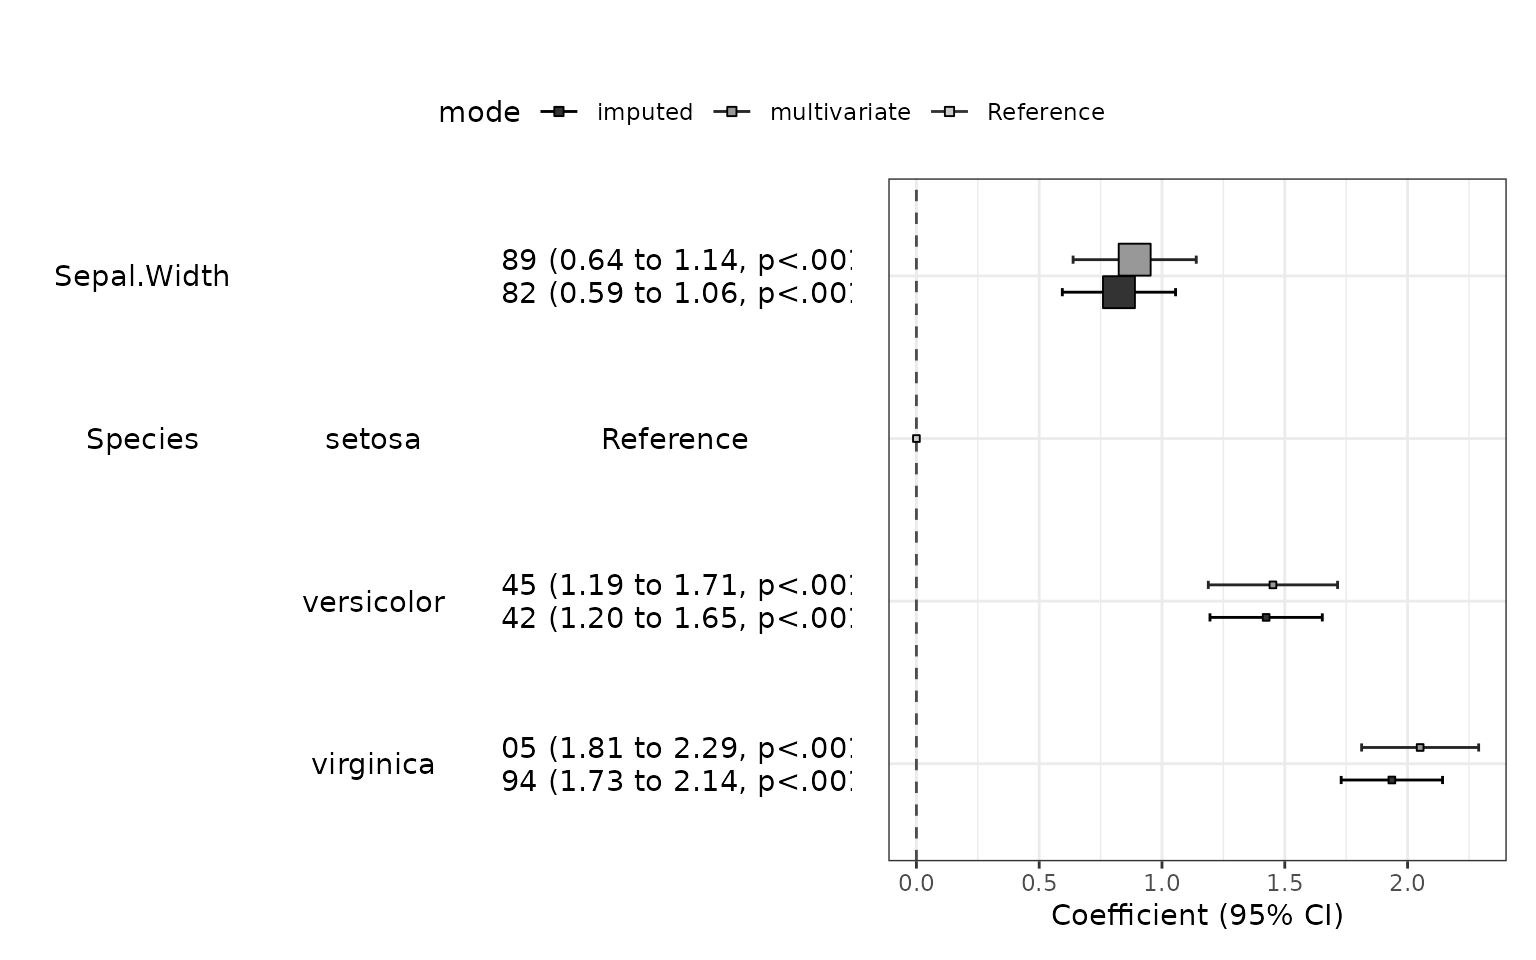 mode imputed multivariate Reference
Sepal.Width
89 (0.64 to 1.14, p<.00
82 (0.59 to 1.06, p<.00
Species setosa Reference
versicolor
45 (1.19 to 1.71, p<.00
42 (1.20 to 1.65, p<.00
virginica
05 (1.81 to 2.29, p<.00
94 (1.73 to 2.14, p<.00
0.0 0.5 1.0 1.5 2.0
Coefficient (95% CI)